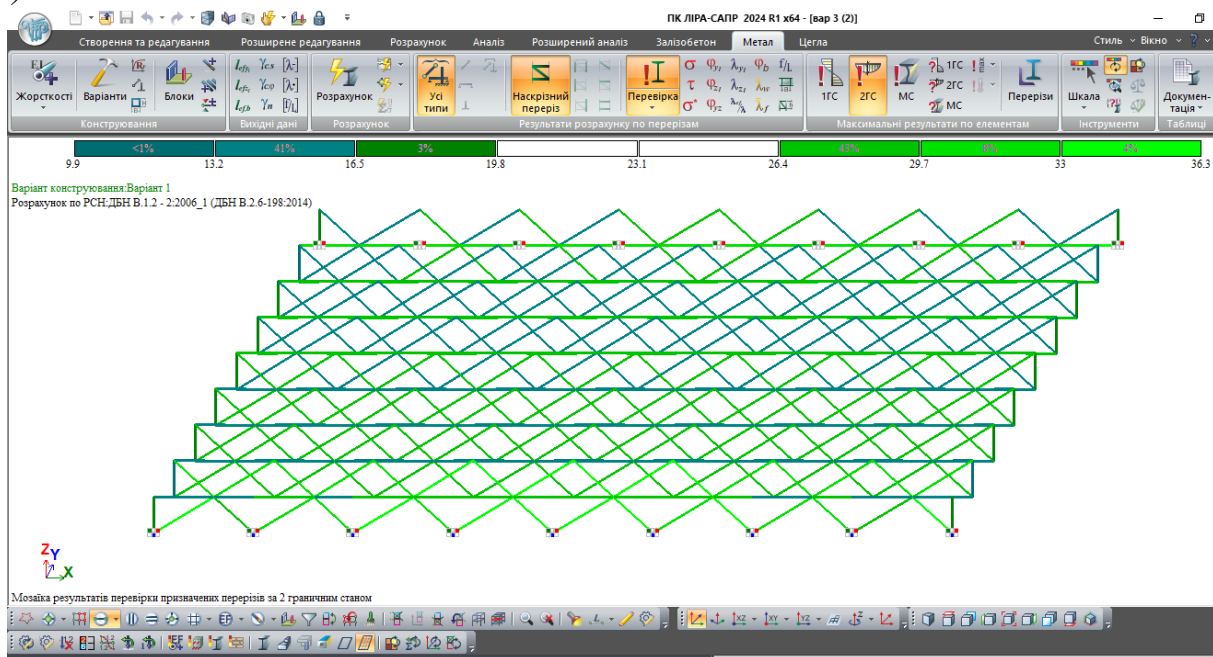 ПК ЛІРА-САПР 2024 R1 x64 - [вар 3 (2)]
Створення та редагування Розширене редагування Розрахунок Аналіз Розширений аналіз Залізобетон Метал Цегла Стиль Вікно
Жорсткості Варіанти Блоки Розрахунок Усі типи Наскрізний переріз Перевірка 1ГС 2ГС МС 1ГС 2ГС МС Перерізи Шкала Докумен-тація
Конструювання Вихідні дані Розрахунок Результати розрахунку по перерізам Максимальні результати по елементам Інструменти Таблиці
<1% 41% 3% 43% 8% 4%
9.9 13.2 16.5 19.8 23.1 26.4 29.7 33 36.3
Варіант конструювання:Варіант 1
Розрахунок по РСН:ДБН В.1.2 - 2:2006_1 (ДБН В.2.6-198:2014)
Z Y
X
Мозаїка результатів перевірки призначених перерізів за 2 граничним станом